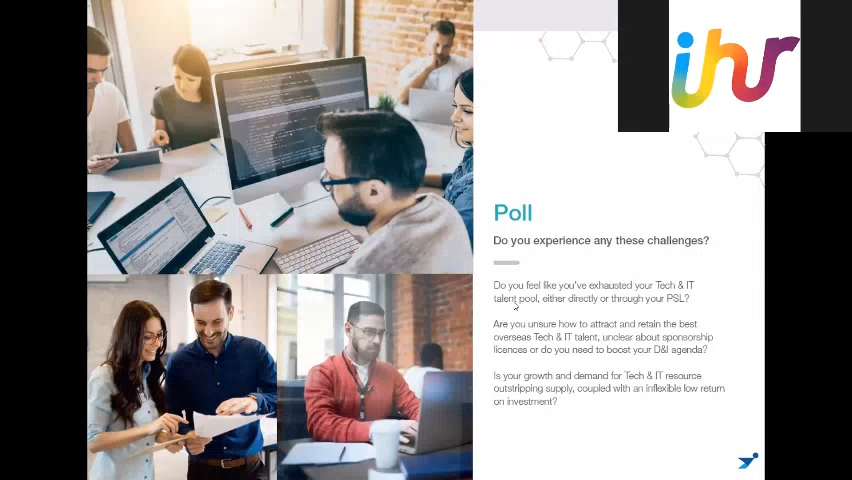 ihr
Poll
Do you experience any these challenges?
Do you feel like you've exhausted your Tech & IT
talent pool, either directly or through your PSL?
Are you unsure how to attract and retain the best
overseas Tech & IT talent, unclear about sponsorship
licences or do you need to boost your D&I agenda?
Is your growth and demand for Tech & IT resource
outstripping supply, coupled with an inflexible low return
on investment?